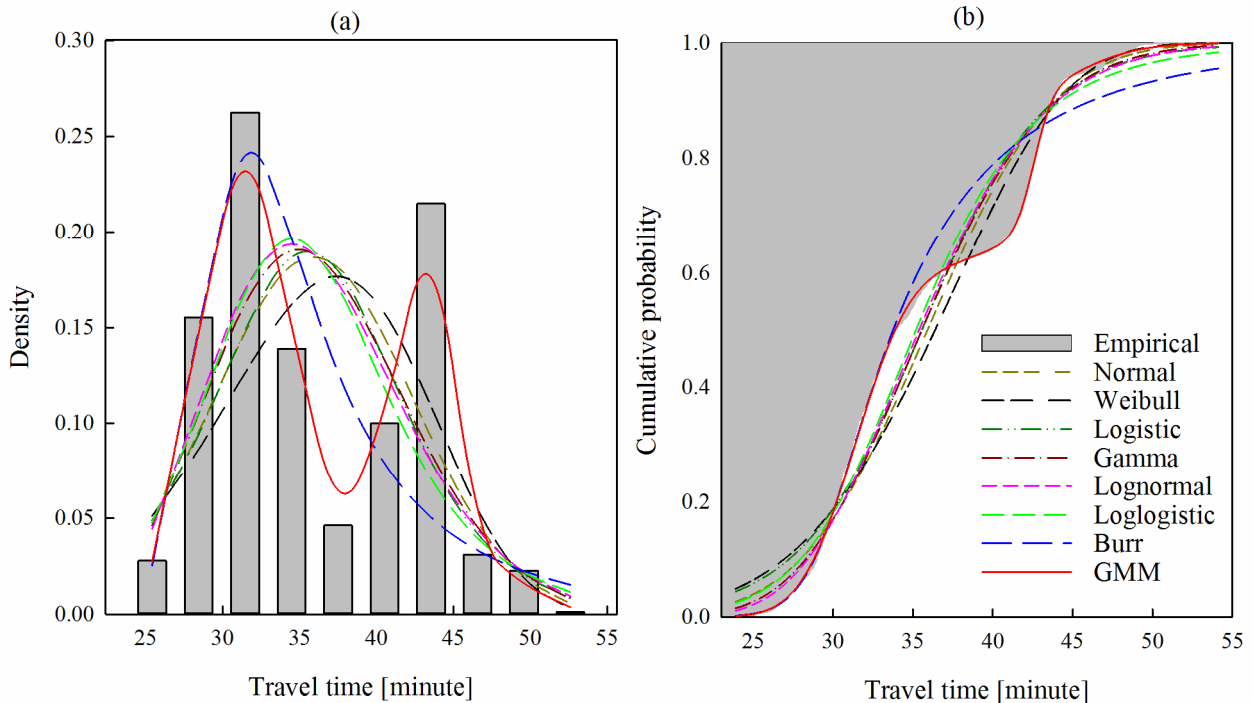 (a)
0.30
0.25
0.20
0.15
0.10
0.05
0.00
Density
25 30 35 40 45 50 55
Travel time [minute]
(b)
1.0
0.8
0.6
0.4
0.2
0.0
Cumulative probability
Empirical
Normal
Weibull
Logistic
Gamma
Lognormal
Loglogistic
Burr
GMM
25 30 35 40 45 50 55
Travel time [minute]